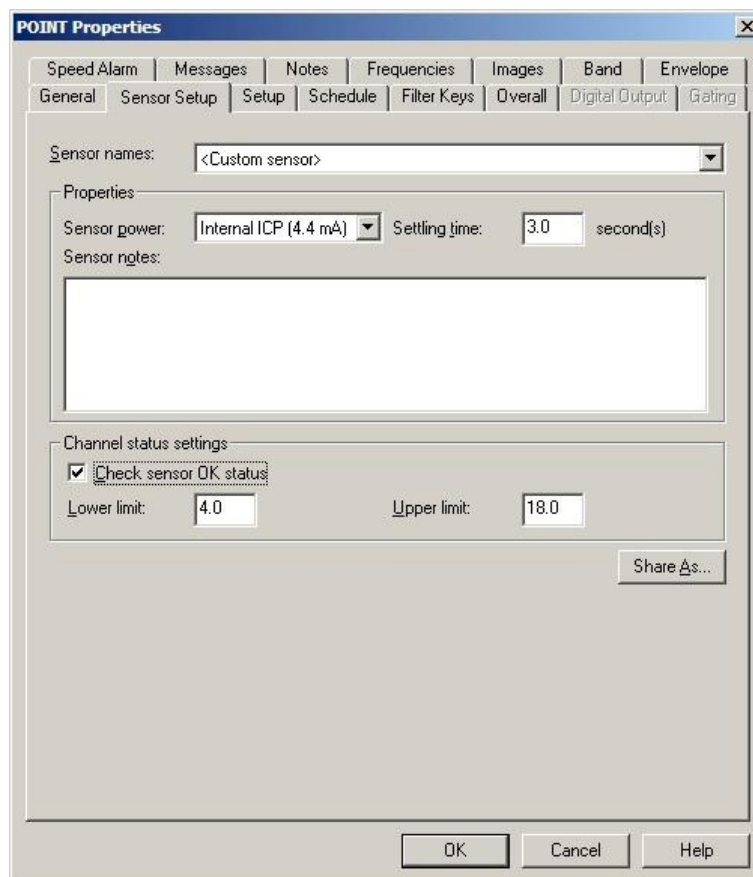 POINT Properties
Speed Alarm Messages Notes Frequencies Images Band Envelope
General Sensor Setup Setup Schedule Filter Keys Overall Digital Output Gating
Sensor names: <Custom sensor>
Properties
Sensor power: Internal ICP (4.4 mA) Settling time: 3.0 second(s)
Sensor notes:
Channel status settings
Check sensor OK status
Lower limit: 4.0 Upper limit: 18.0
Share As...
OK Cancel Help